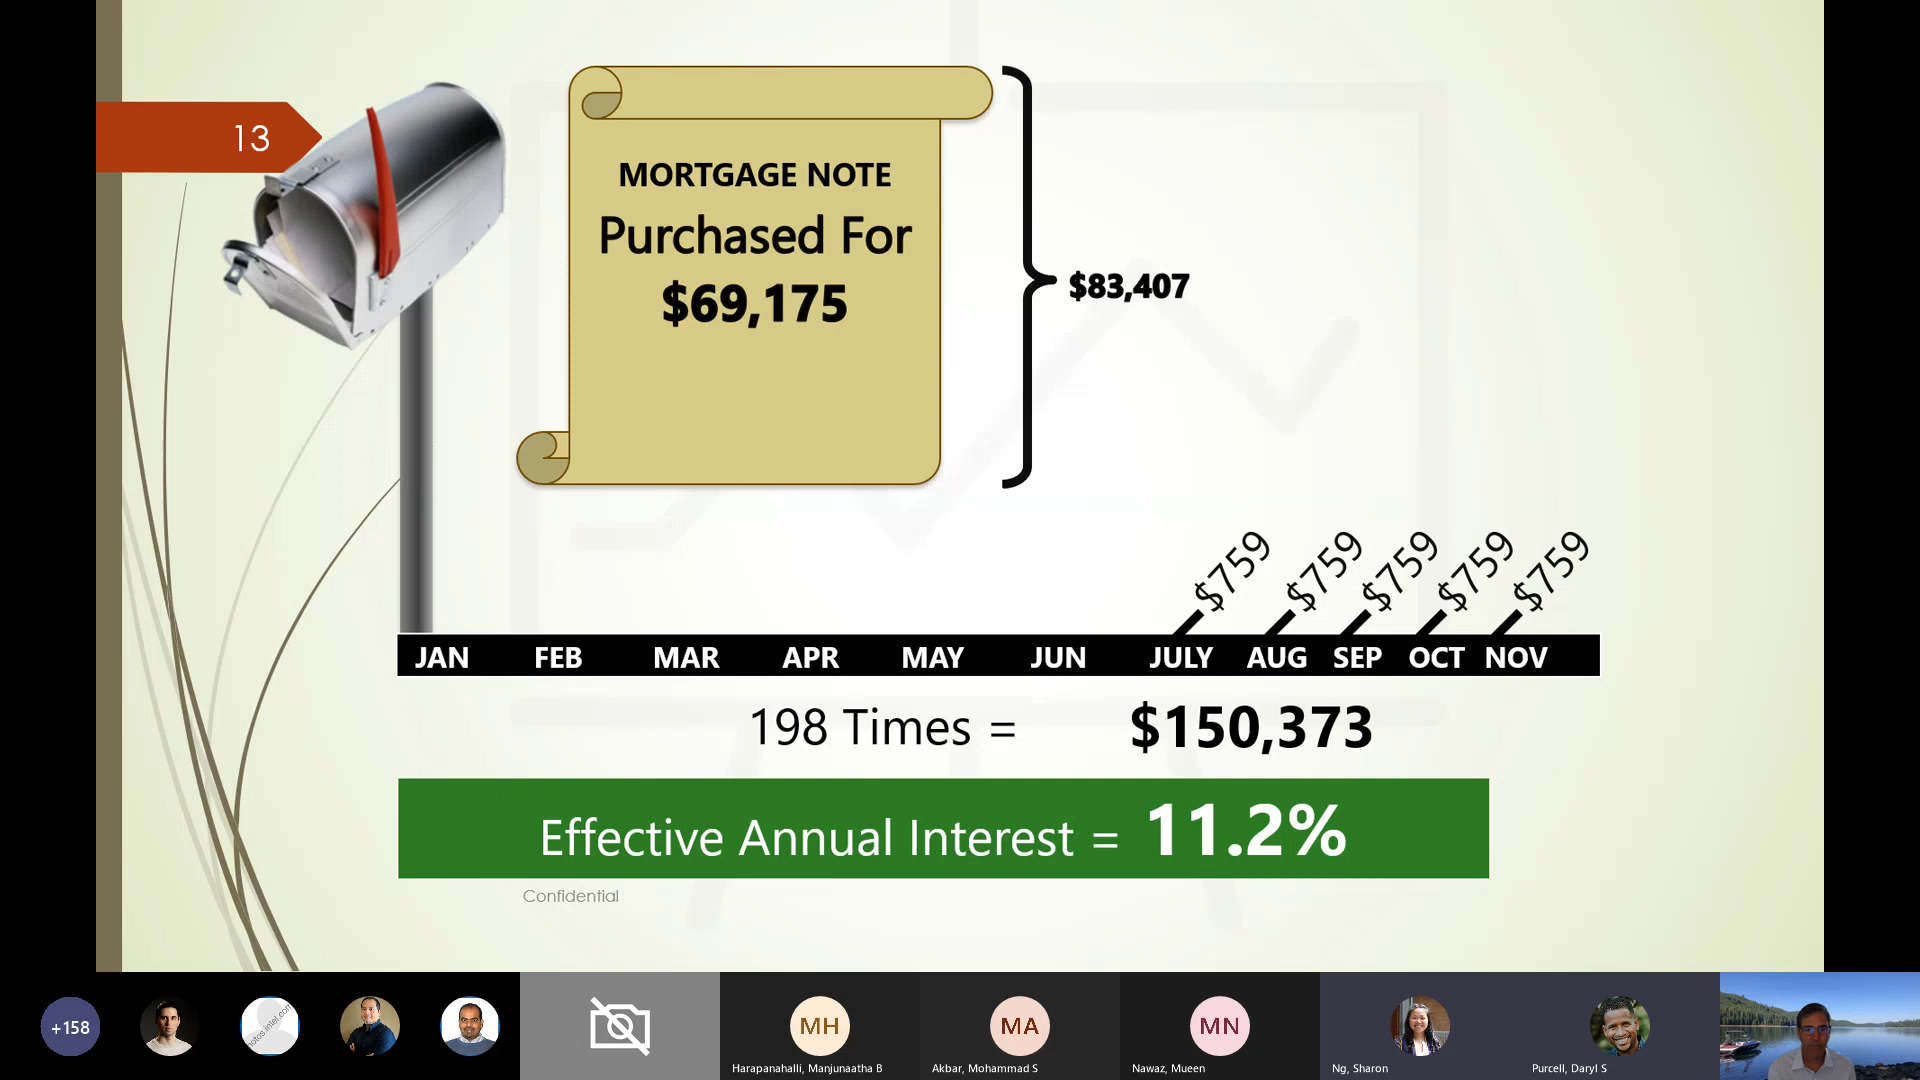 13
MORTGAGE NOTE
Purchased For
$69,175
$83,407
$759 $759 $759 $759 $759
JAN FEB MAR APR MAY JUN JULY AUG SEP OCT NOV
198 Times = $150,373
Effective Annual Interest = 11.2%
Confidential
+158
MH MA MN
Harapanahalli, Manjunaatha B
Akbar, Mohammad S
Nawaz, Mueen
Ng, Sharon
Purcell, Daryl S